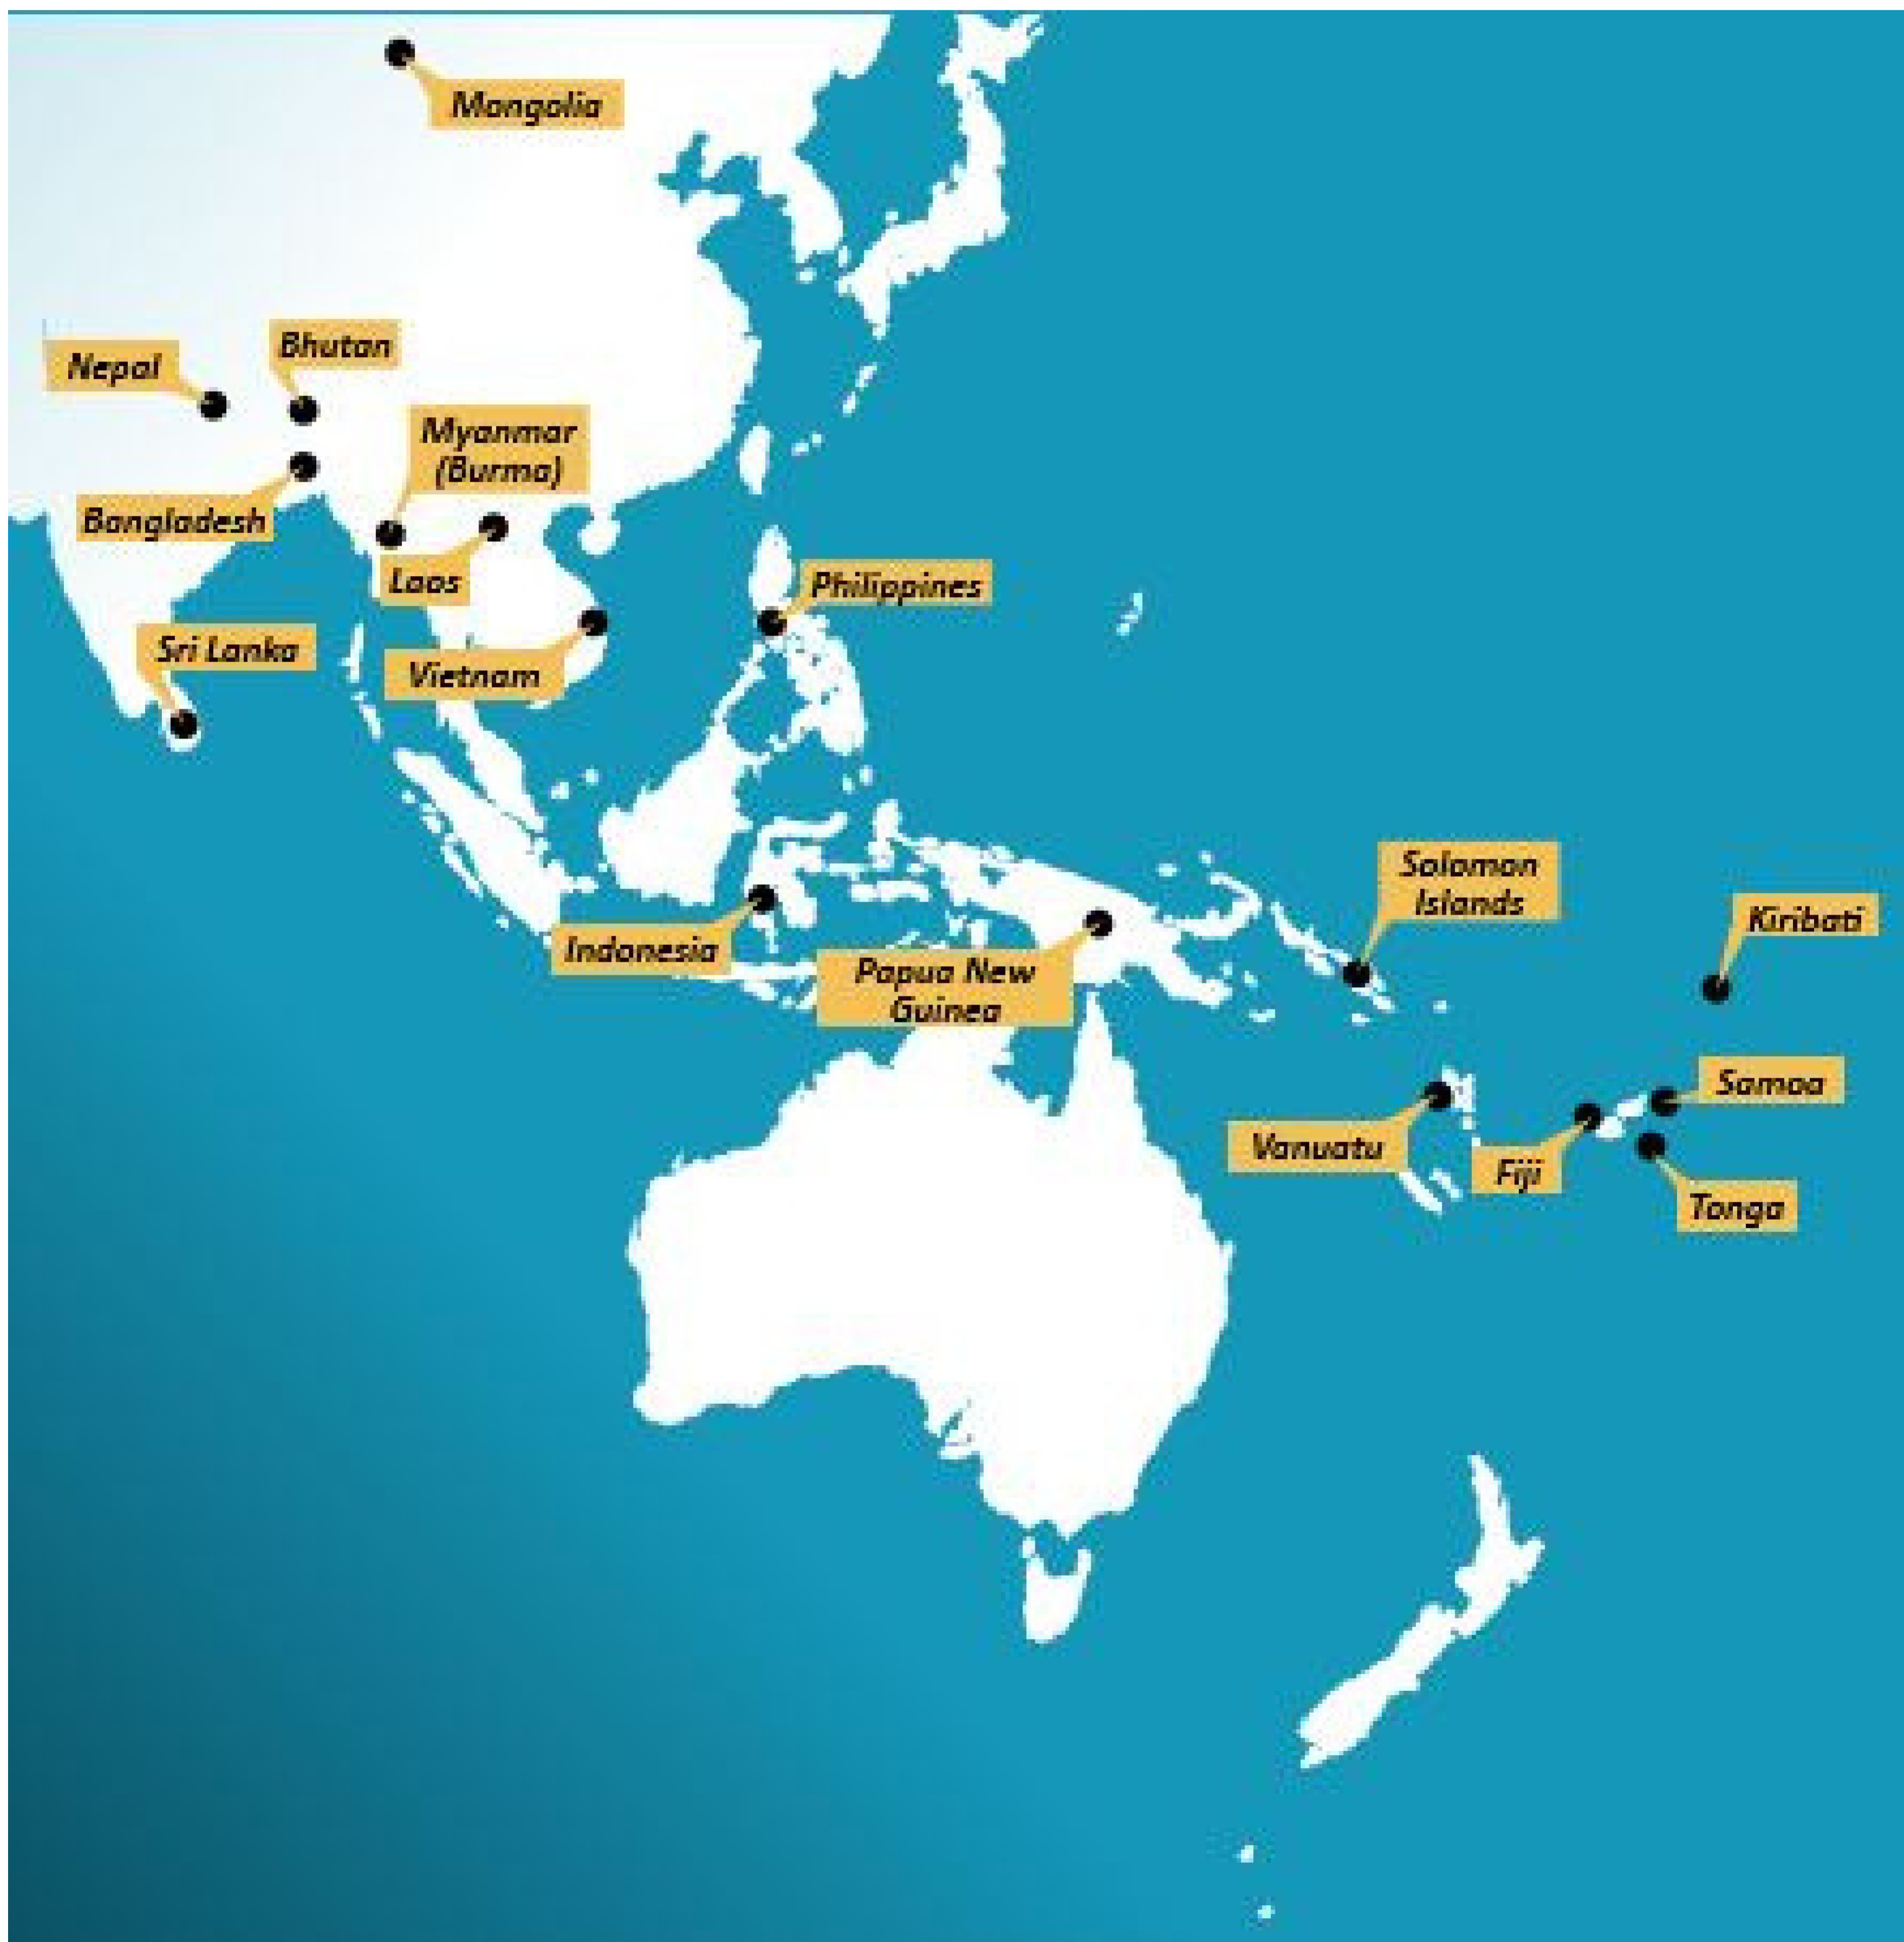 Mongolia
Nepal
Bhutan
Myanmar
(Burma)
Bangladesh
Laos
Philippines
Sri Lanka
Vietnam
Solomon
Islands
Kiribati
Indonesia
Papua New
Guinea
Samoa
Vanuatu
Fiji
Tonga